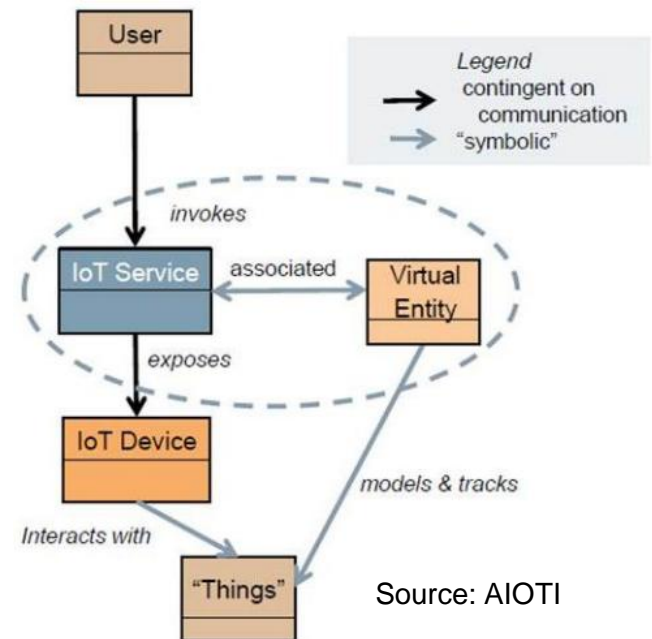 User
Legend
contingent on
communication
"symbolic"
invokes
IoT Service
associated
Virtual
Entity
exposes
IoT Device
models & tracks
Interacts with
"Things"
Source: AIOTI